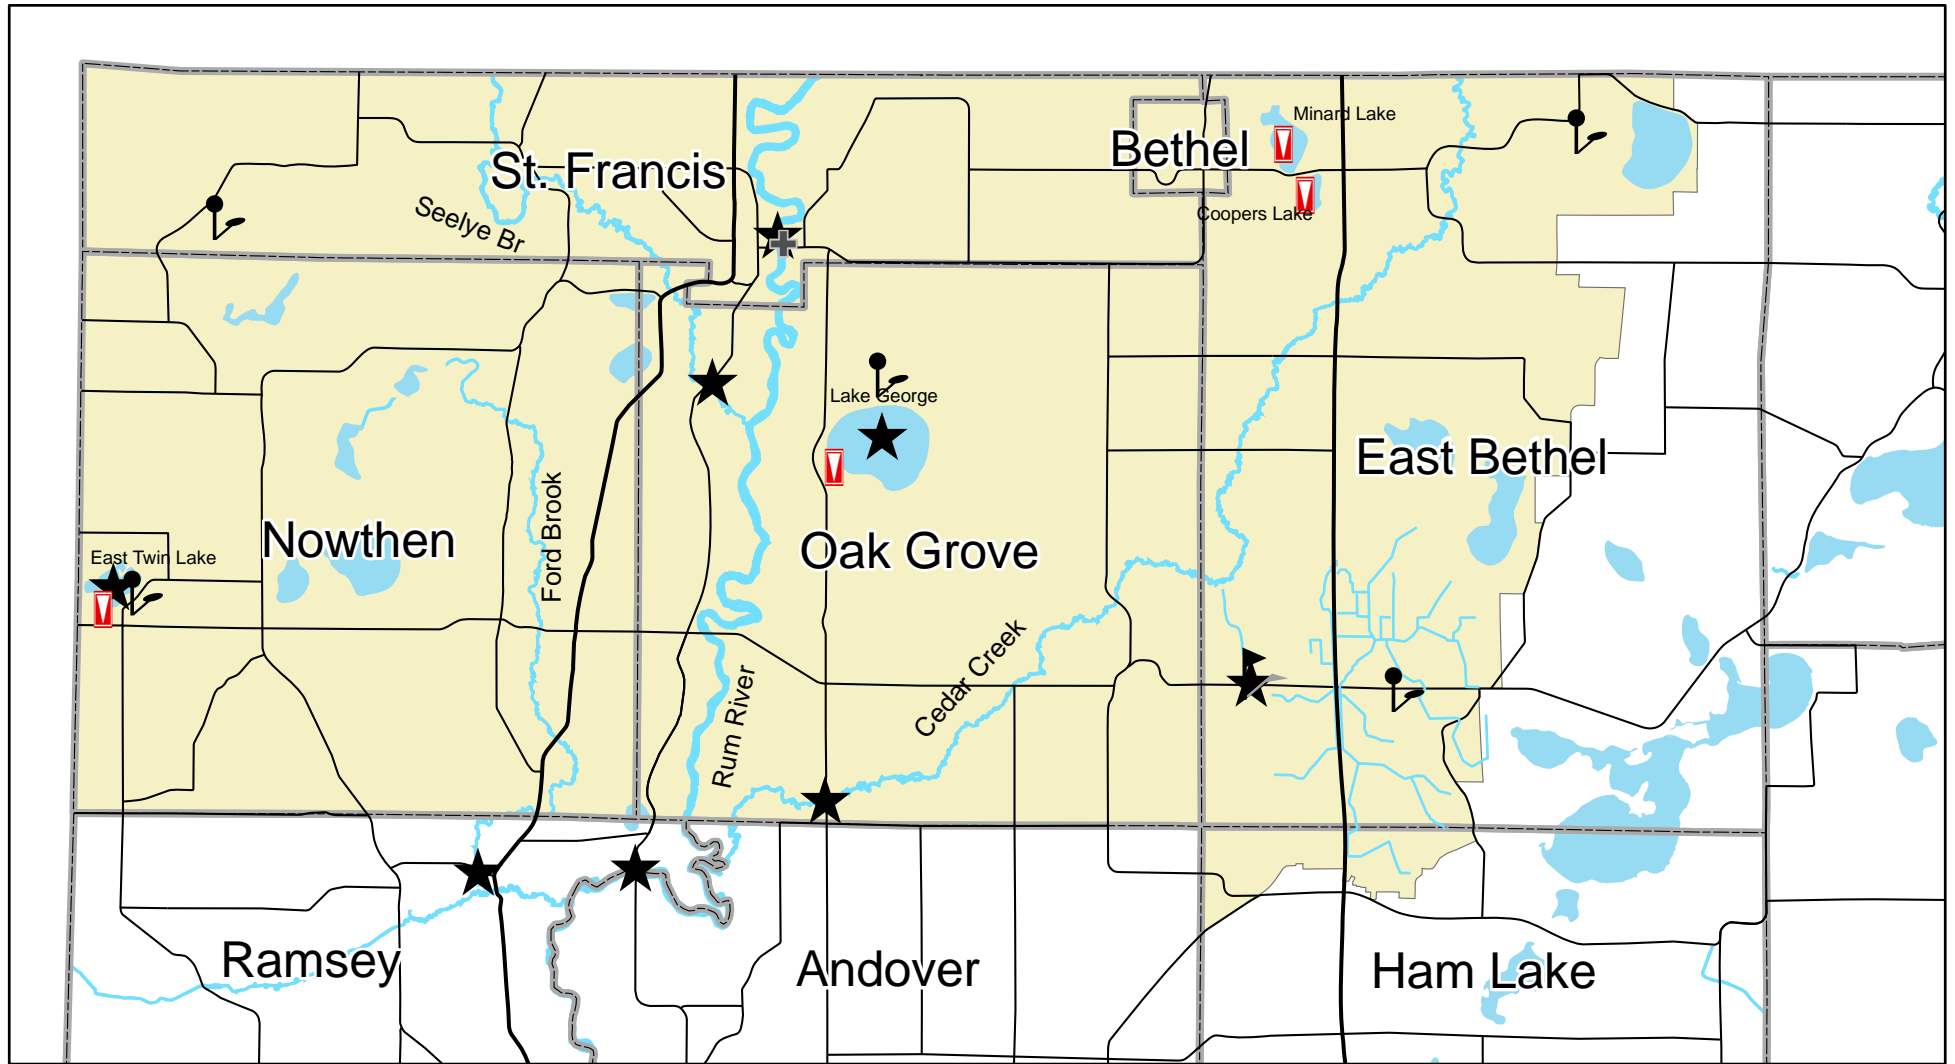 Minard Lake
Bethel
St. Francis
Seelye Br
Coopers Lake
Lake George
East Bethel
Ford Brook
Nowthen
Oak Grove
East Twin Lake
Cedar Creek
Rum River
Ramsey
Andover
Ham Lake